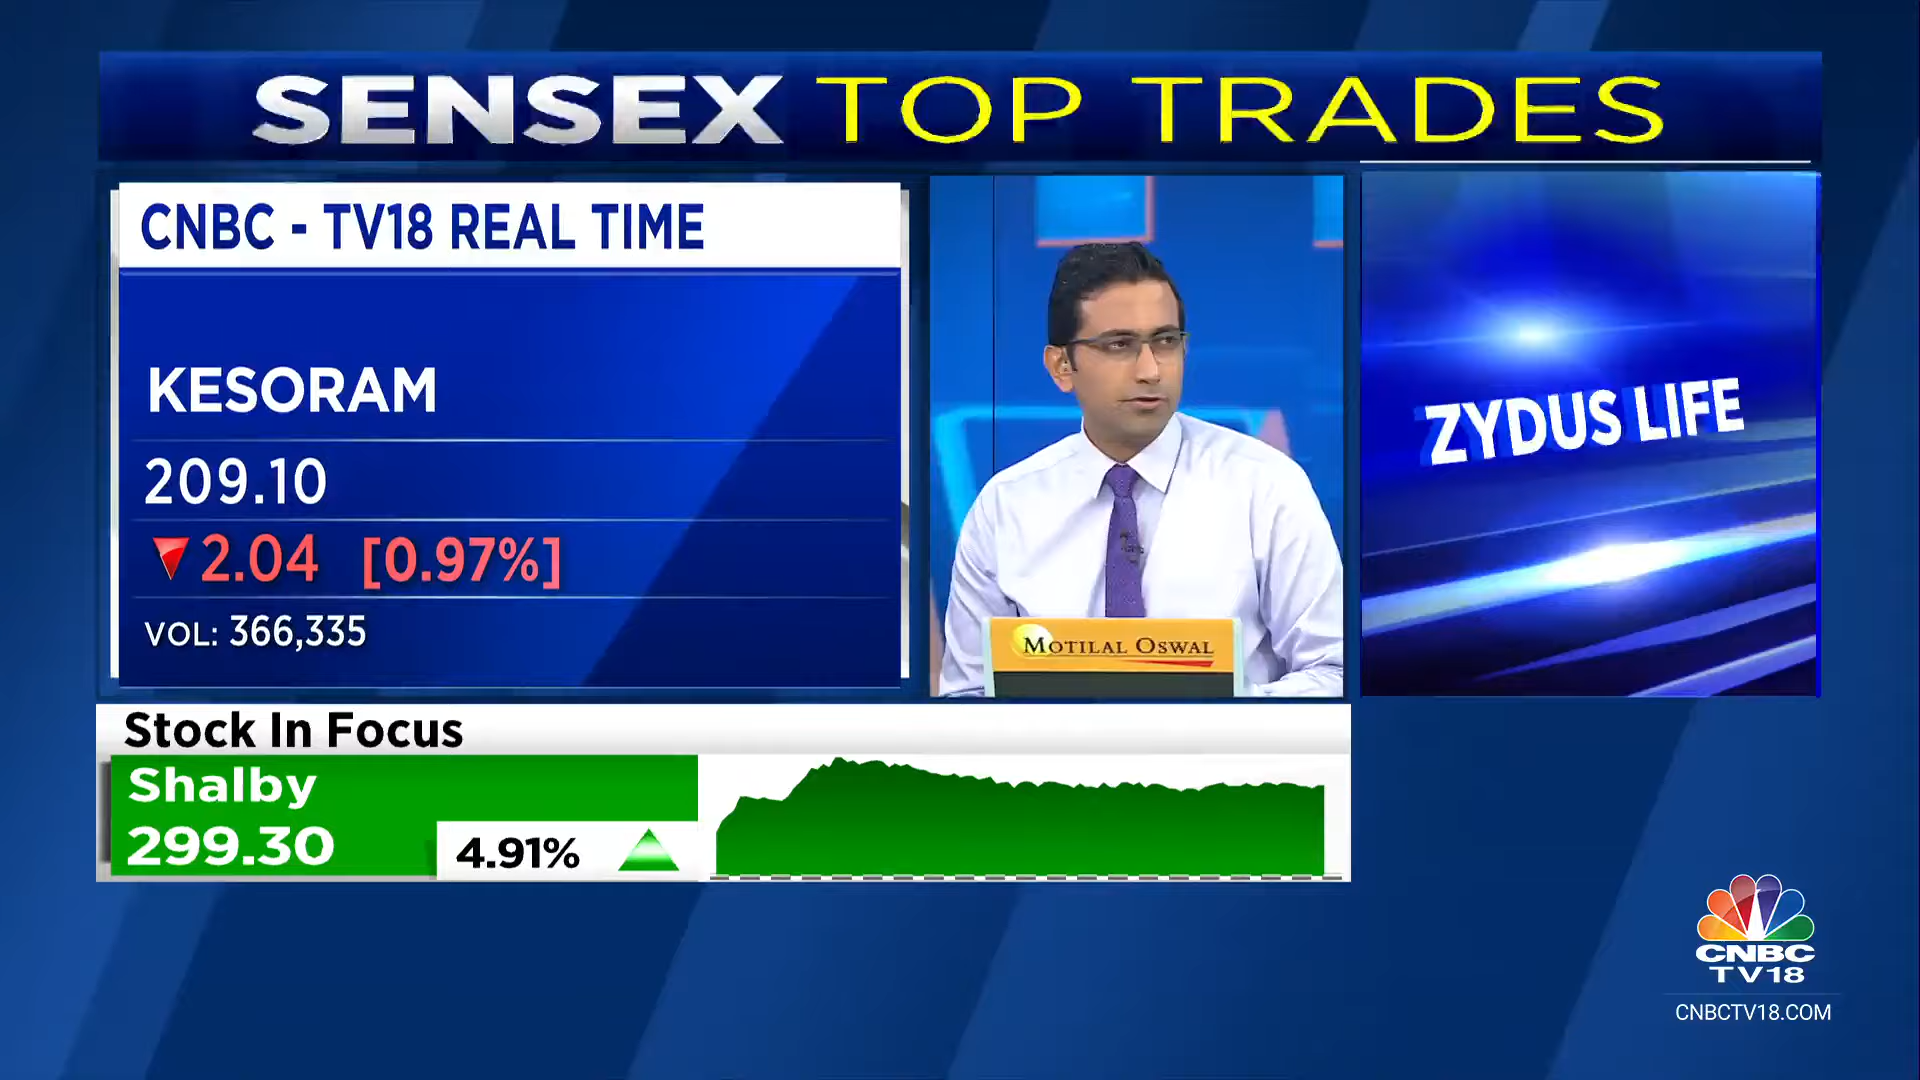 SENSEX TOP TRADES
CNBC - TV18 REAL TIME
KESORAM
209.10
▼2.04 [0.97%]
VOL: 366,335
MOTILAL OSWAL
ZYDUS LIFE
Stock In Focus
Shalby
299.30
4.91%
CNBC
TV18
CNBCTV18.COM